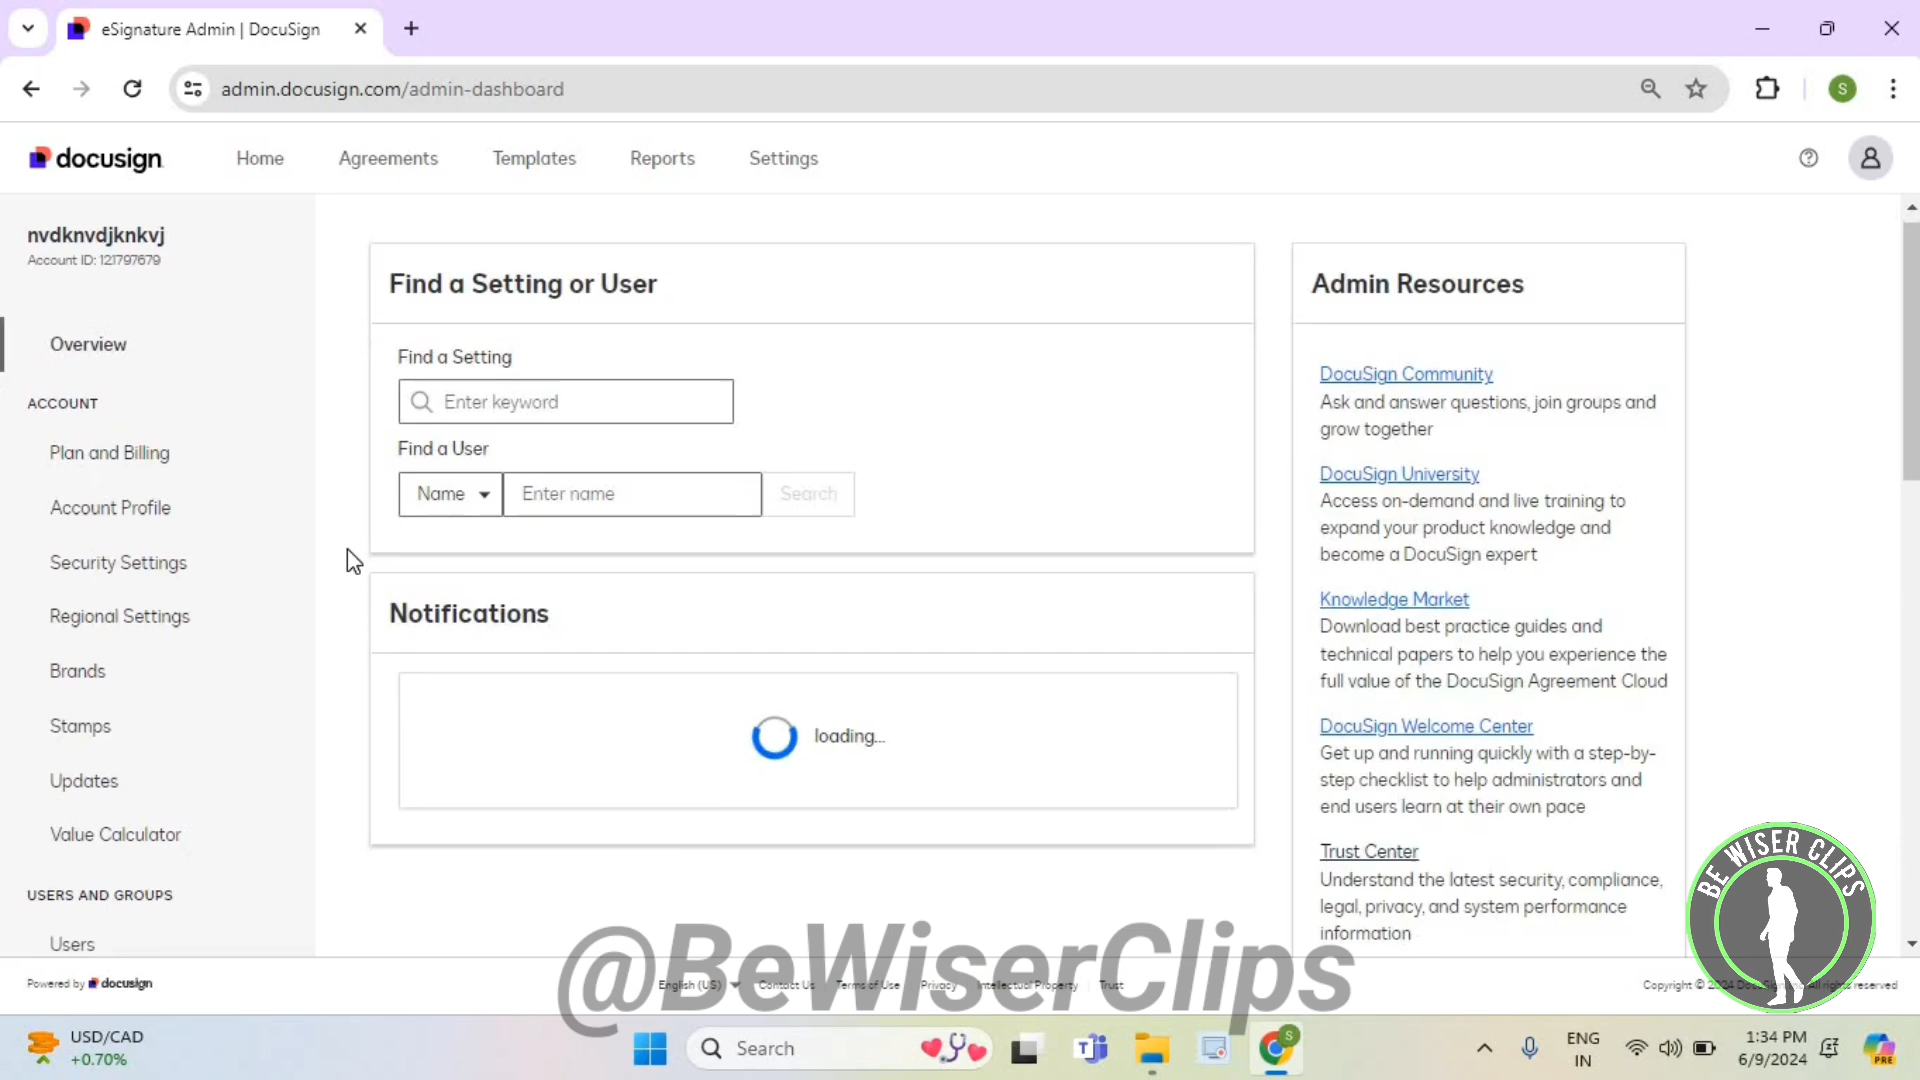 eSignature Admin | DocuSign
admin.docusign.com/admin-dashboard
S
docusign
Home
Agreements
Templates
Reports
Settings
nvdknvdjknkvj
Account ID: 121797679
Overview
ACCOUNT
Plan and Billing
Account Profile
Security Settings
Regional Settings
Brands
Stamps
Updates
Value Calculator
USERS AND GROUPS
Users
Find a Setting or User
Find a Setting
Enter keyword
Find a User
Name
Enter name
Search
Notifications
loading...
Admin Resources
DocuSign Community
Ask and answer questions, join groups and
grow together
DocuSign University
Access on-demand and live training to
expand your product knowledge and
become a DocuSign expert
Knowledge Market
Download best practice guides and
technical papers to help you experience the
full value of the DocuSign Agreement Cloud
DocuSign Welcome Center
Get up and running quickly with a step-by-
step checklist to help administrators and
end users learn at their own pace
Trust Center
Understand the latest security, compliance,
legal, privacy, and system performance
information
BE WISER CLIPS
@BeWiserClips
Powered by docusign
English (US)
Contact Us
Terms of Use
Privacy
Intellectual Property
Trust
Copyright © 2024 DocuSign, Inc. All rights reserved
USD/CAD
+0.70%
Search
S
ENG
IN
1:34 PM
6/9/2024
PRE